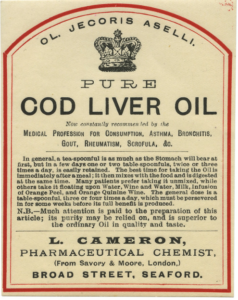 OL. JECORIS ASELLI.
PURE
COD LIVER OIL
Now constantly recommended by the
MEDICAL PROFESSION FOR CONSUMPTION, ASTHMA, BRONCHITIS,
GOUT, RHEUMATISM, SCROFULA, &c.
In general, a tea-spoonful is as much as the Stomach will bear at
first, but in a few days one or two table spoonfuls, twice or three
times a day, is easily retained. The best time for taking the Oil is
immediately after a meal; it then mixes with the food and is digested
at the same time. Many patients prefer taking it unmixed, while
others take it floating upon Water, Wine and Water, Milk, Infusion
of Orange Peel, and Orange Quinine Wine. The general dose is a
table-spoonful, three or four times a day, which must be persevered
in for some weeks before its full benefit is produced.
N.B.—Much attention is paid to the preparation of this
article; its purity may be relied on, and is superior to
the ordinary Oil in quality and taste.
L. CAMERON,
PHARMACEUTICAL CHEMIST,
(From Savory & Moore, London,)
BROAD STREET, SEAFORD.